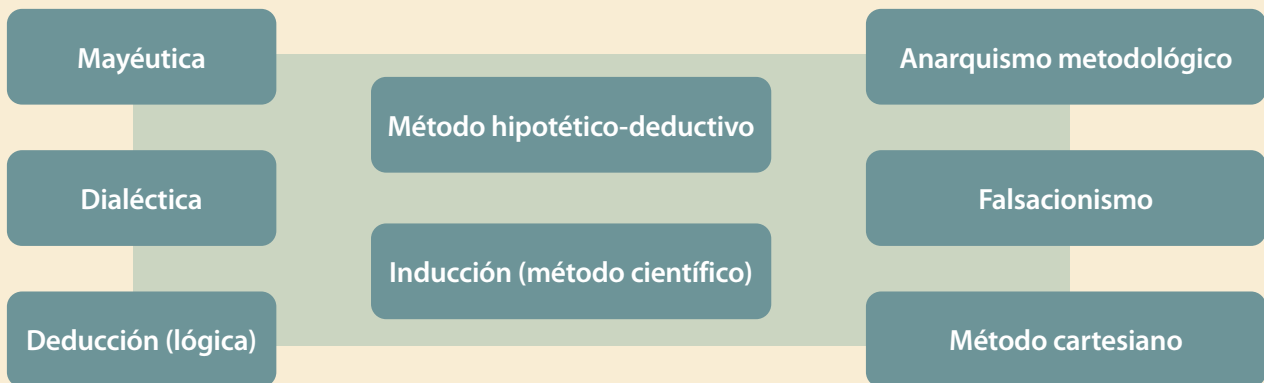 Mayéutica
Anarquismo metodológico
Método hipotético-deductivo
Dialéctica
Falsacionismo
Inducción (método científico)
Deducción (lógica)
Método cartesiano